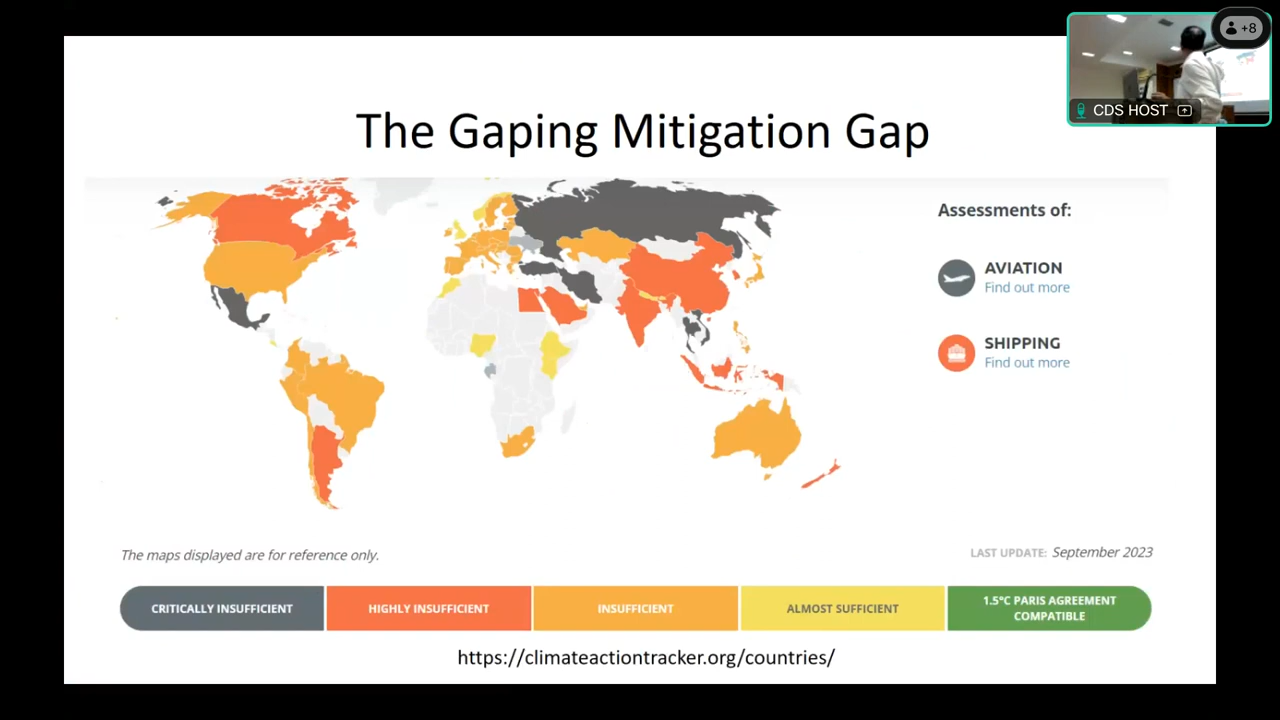 +8
CDS HOST
The Gaping Mitigation Gap
Assessments of:
AVIATION
Find out more
SHIPPING
Find out more
The maps displayed are for reference only.
LAST UPDATE: September 2023
CRITICALLY INSUFFICIENT
HIGHLY INSUFFICIENT
INSUFFICIENT
ALMOST SUFFICIENT
1.5°C PARIS AGREEMENT
COMPATIBLE
https://climateactiontracker.org/countries/